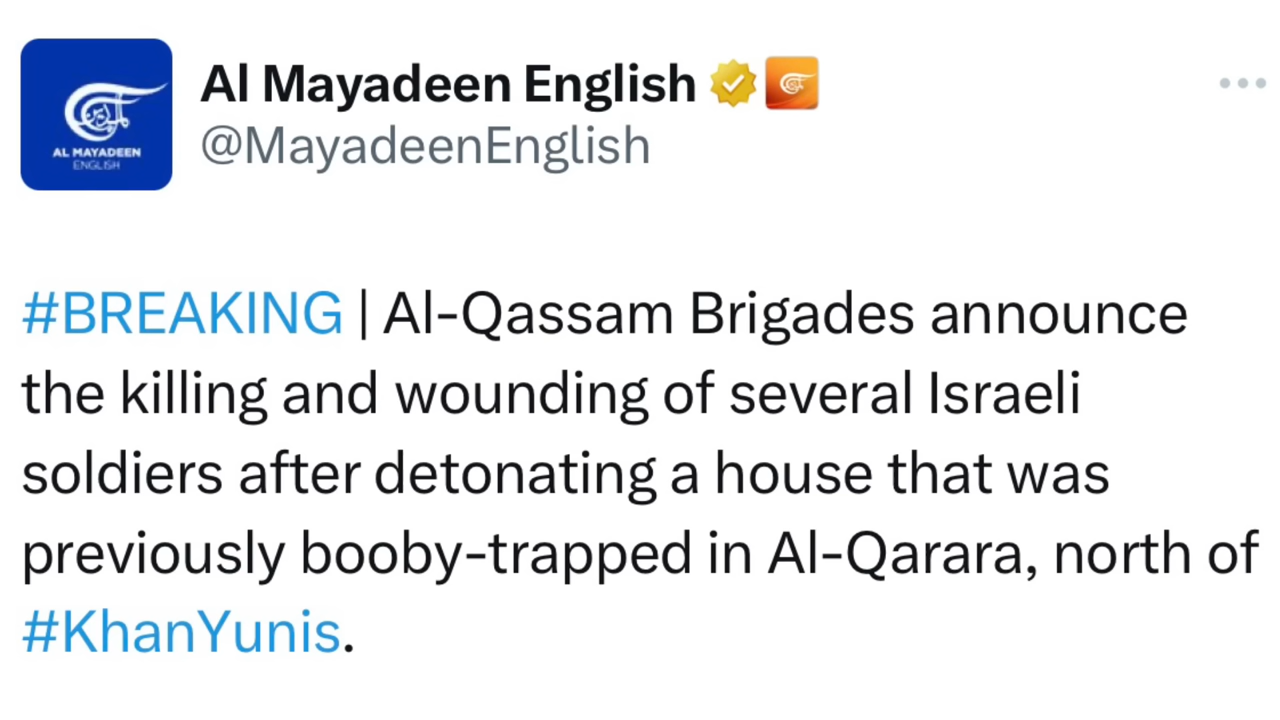 Al Mayadeen English
@MayadeenEnglish
AL MAYADEEN
ENGLISH
#BREAKING | Al-Qassam Brigades announce
the killing and wounding of several Israeli
soldiers after detonating a house that was
previously booby-trapped in Al-Qarara, north of
#KhanYunis.